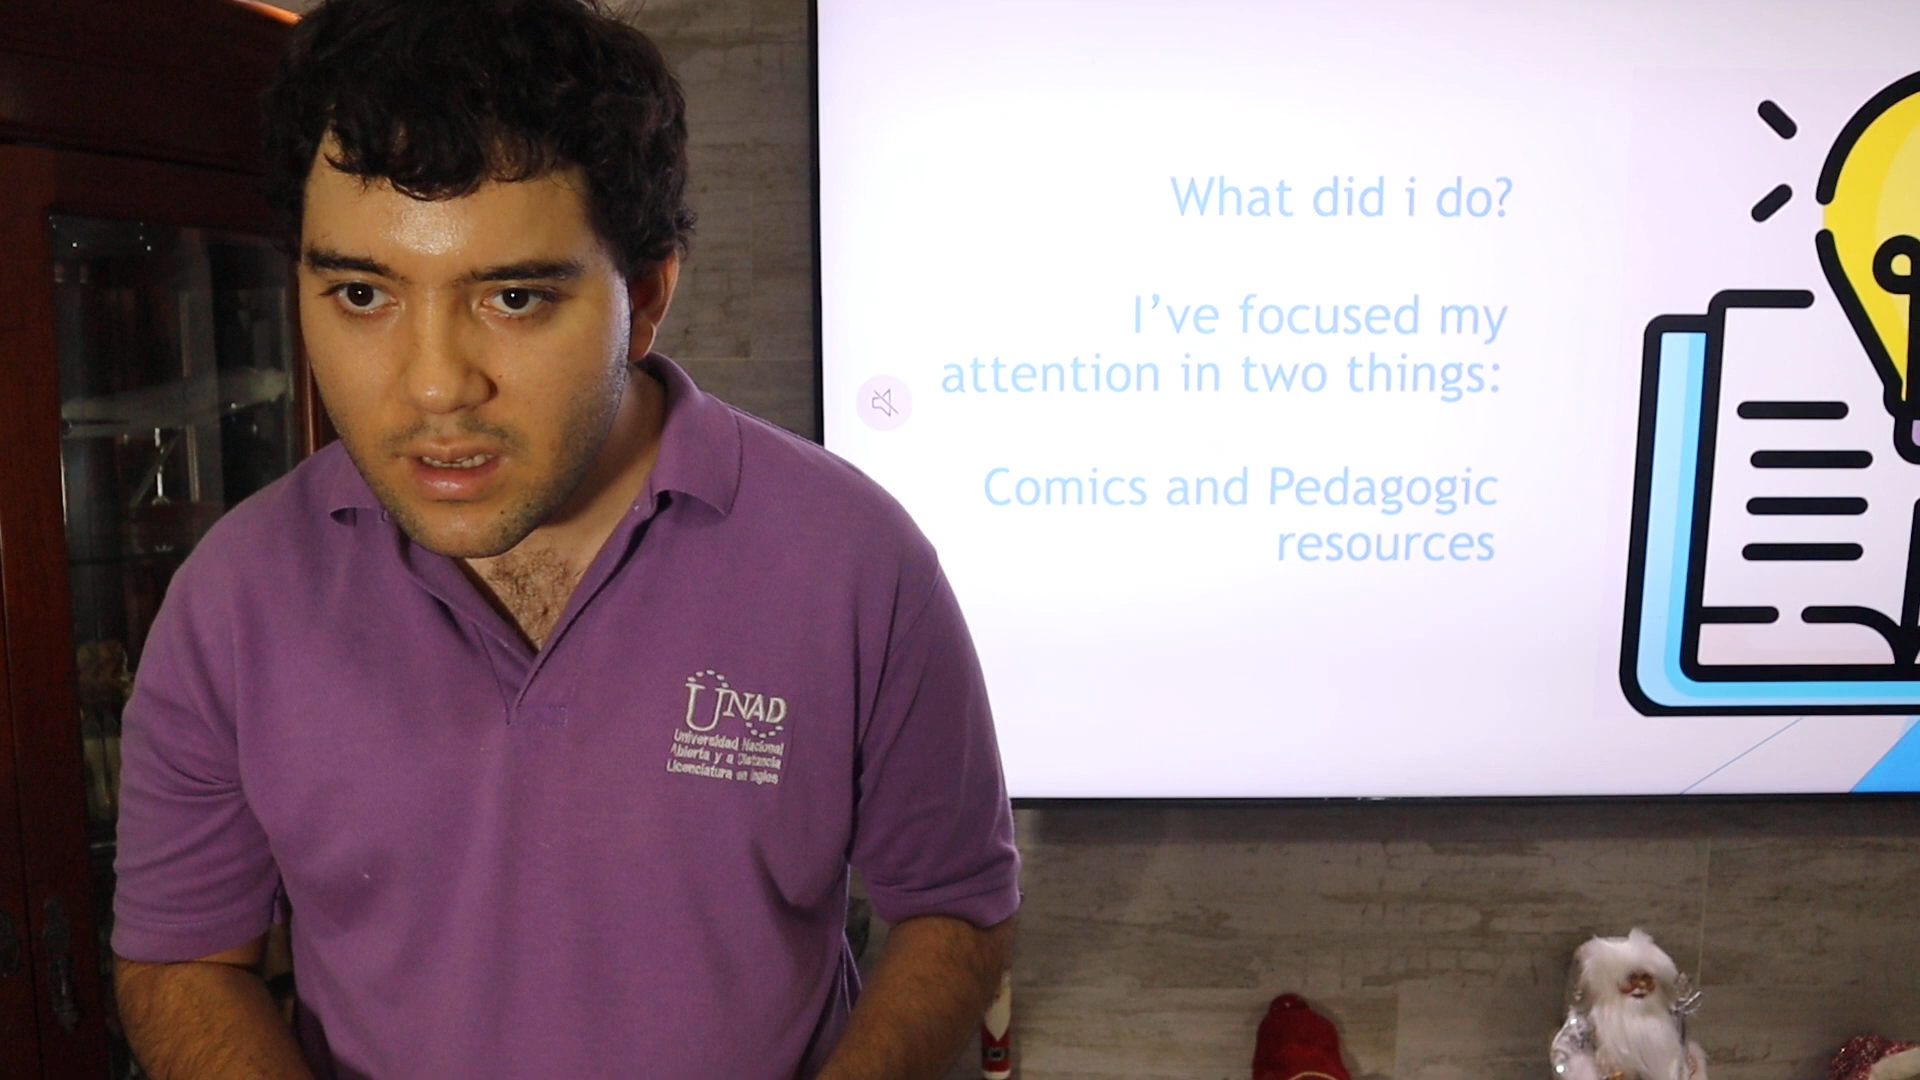 What did i do?
I’ve focused my
attention in two things:
Comics and Pedagogic
resources
UNAD
Universidad Nacional
Abierta y a Distancia
Licenciatura en Ingles